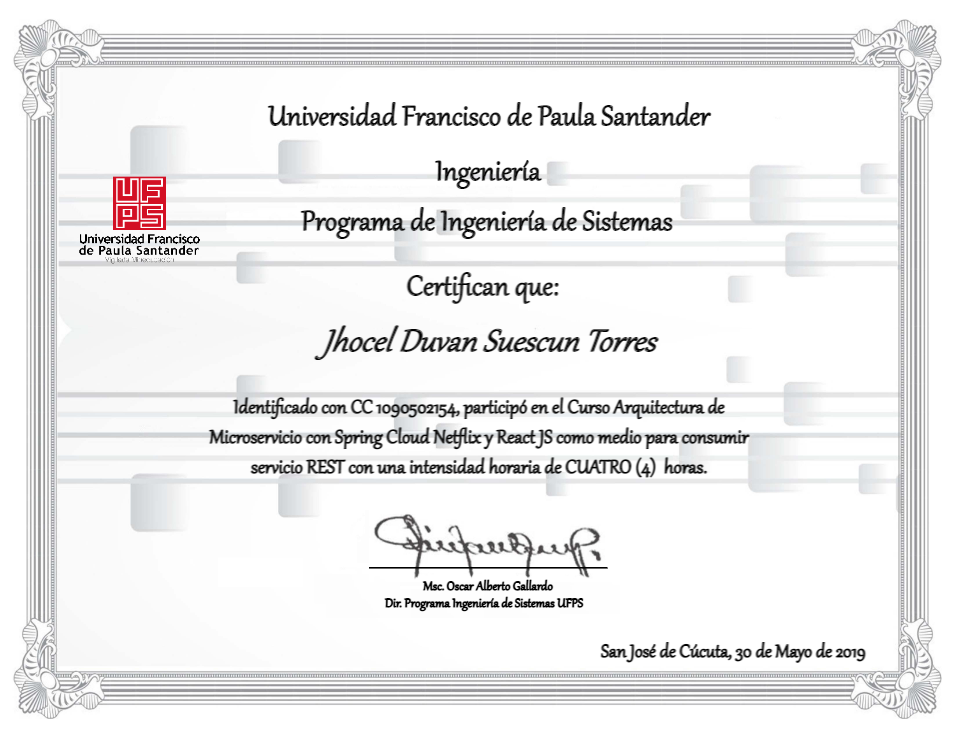 Universidad Francisco de Paula Santander
Ingeniería
Programa de Ingeniería de Sistemas
UFPS
Universidad Francisco
de Paula Santander
Vigilada Mineducación
Certifican que:
Jhocel Duvan Suescun Torres
Identificado con CC 1090502154, participó en el Curso Arquitectura de
Microservicio con Spring Cloud Netflix y React JS como medio para consumir
servicio REST con una intensidad horaria de CUATRO (4) horas.
Msc. Oscar Alberto Gallardo
Dir. Programa Ingeniería de Sistemas UFPS
San José de Cúcuta, 30 de Mayo de 2019